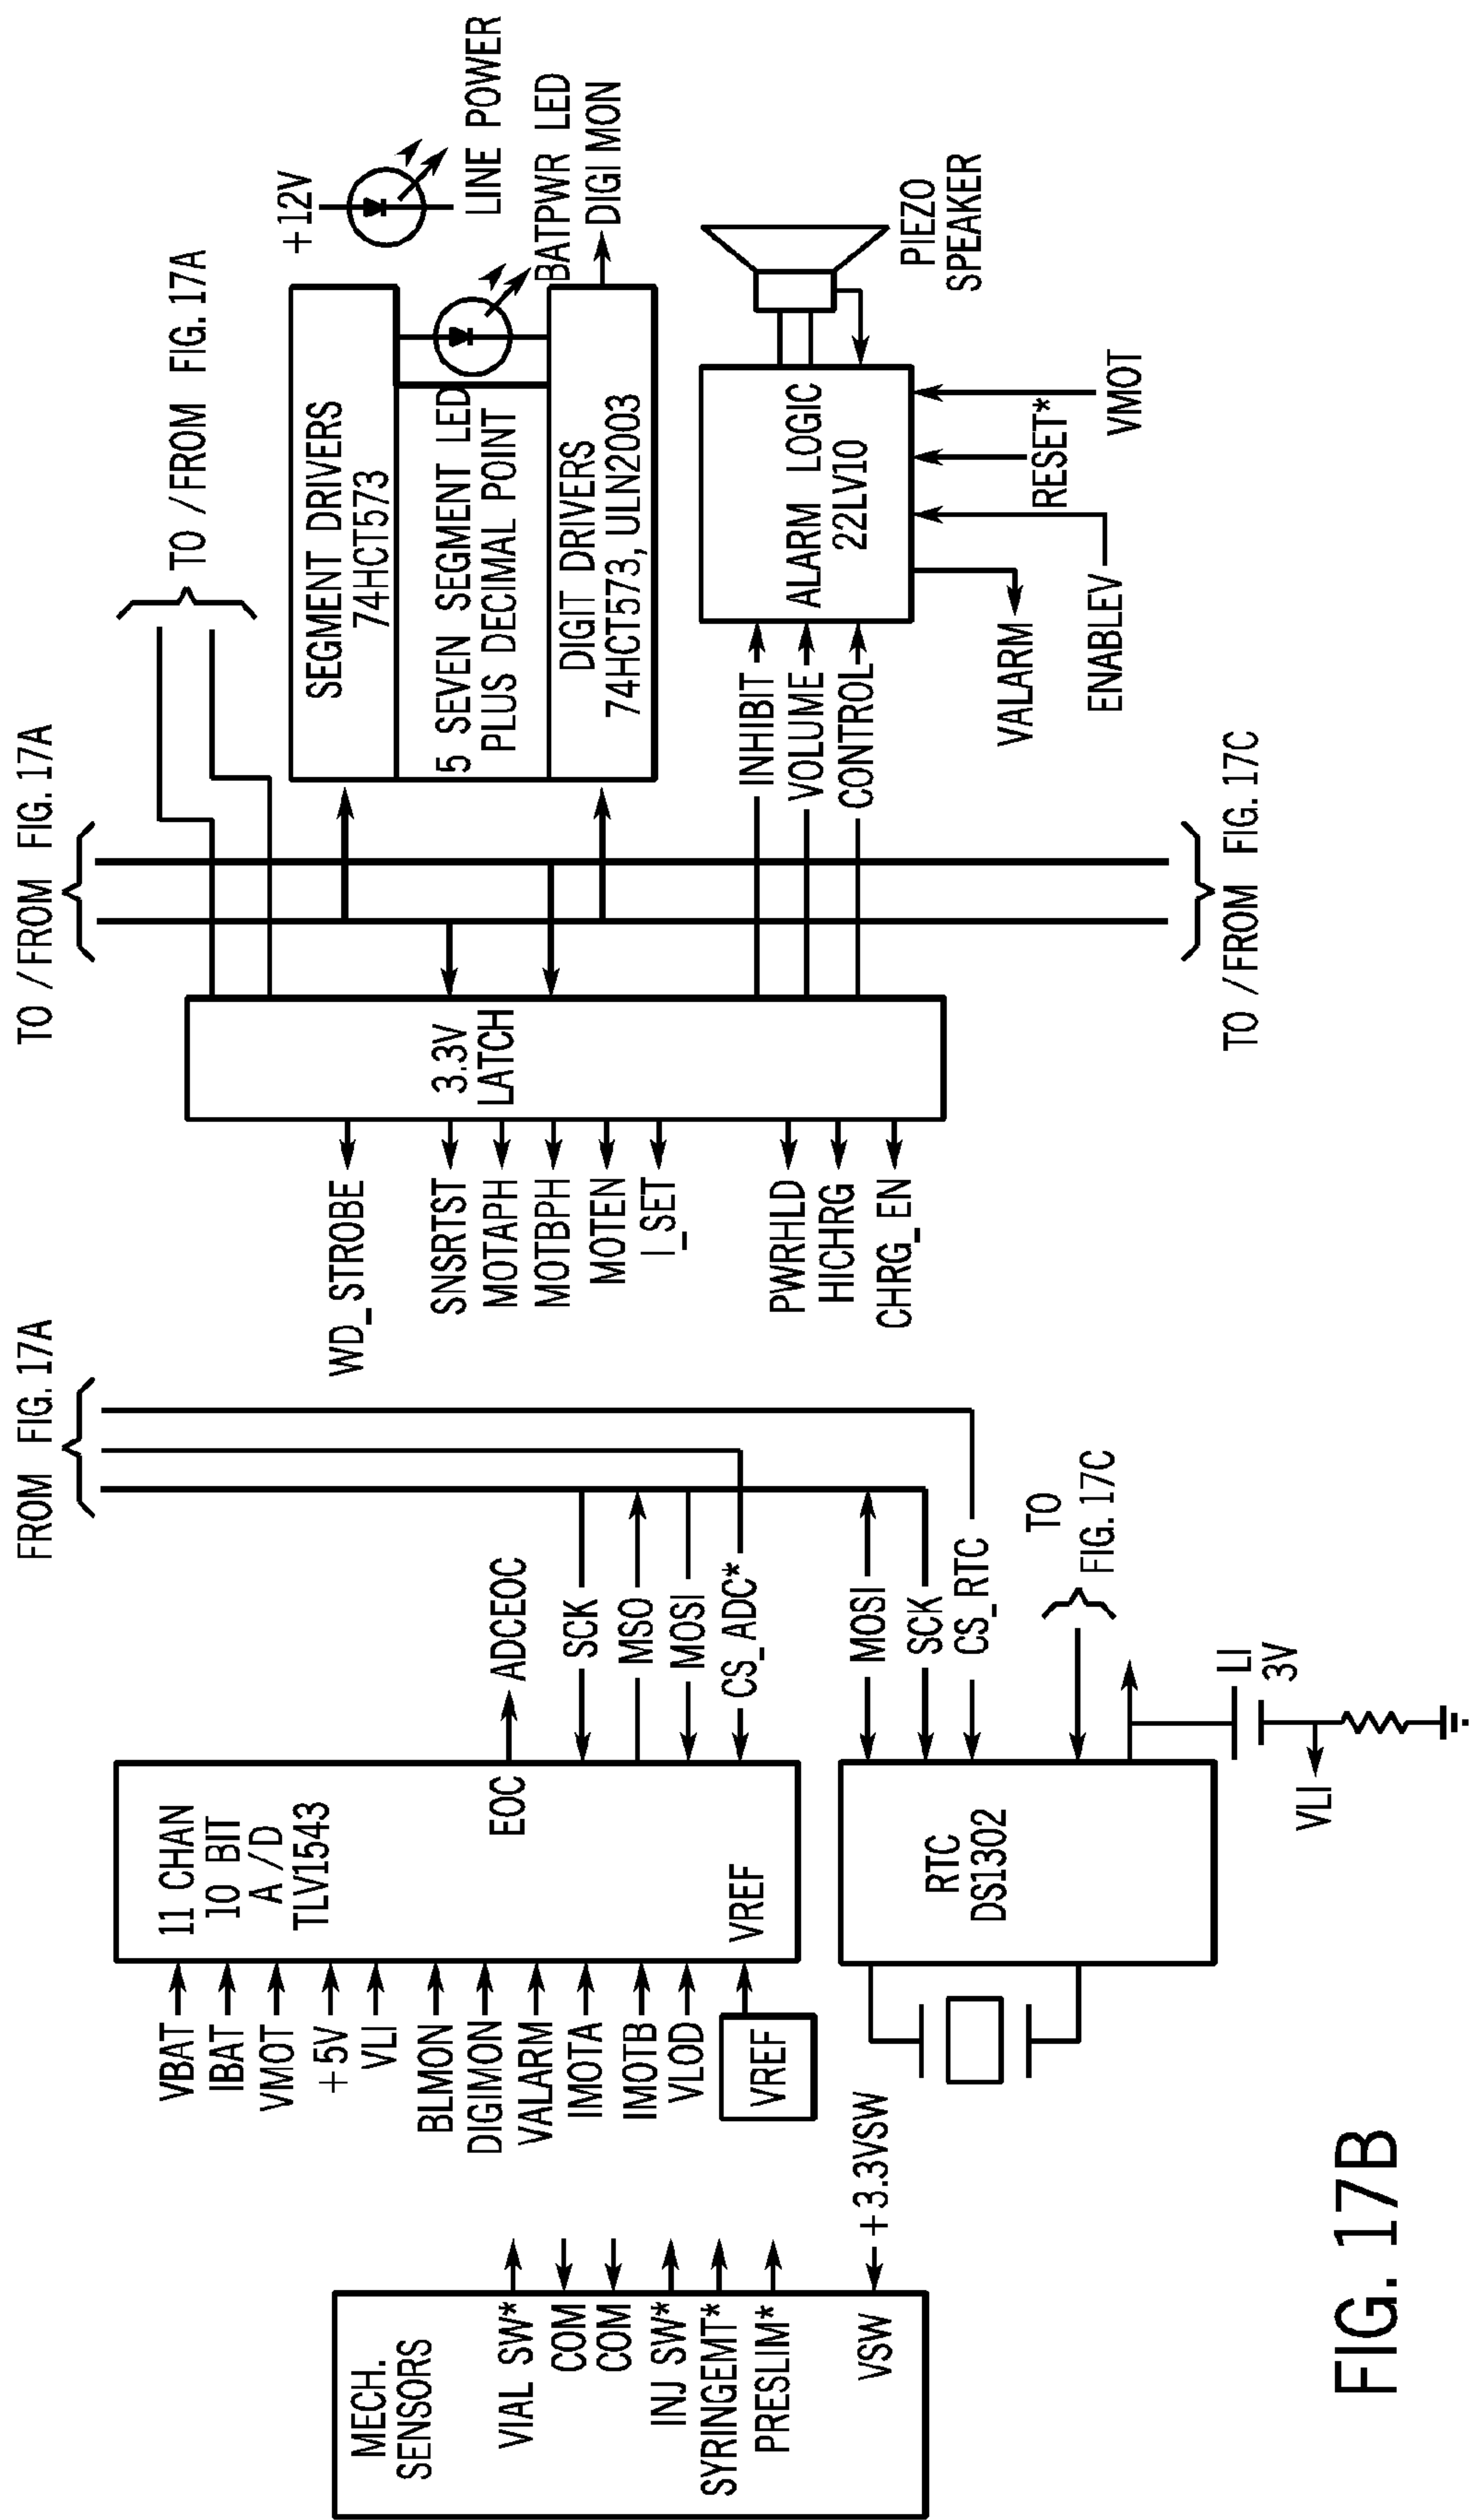 MECH.
SENSORS
VIAL SW*
COM
COM
INJ SW*
SYRINGEMT*
PRESLIM*
VSW
+3.3VSW
VBAT
IBAT
VMOT
+5V
VLI
BLMON
DIGIMON
VALARM
IMOTA
IMOTB
VLOD
VREF
11 CHAN
10 BIT
A/D
TLV1543
EOC
VREF
ADCEOC
SCK
MSO
MOSI
CS_ADC*
FROM FIG. 17A
RTC
DS1302
MOSI
SCK
CS_RTC
TO
FIG. 17C
LI
3V
VLI
WD_STROBE
SNSRTST
MOTAPH
MOTBPH
MOTEN
I_SET
PWRHLD
HICHRG
CHRG_EN
3.3V
LATCH
TO/FROM FIG. 17A
TO/FROM FIG. 17A
TO/FROM FIG. 17C
SEGMENT DRIVERS
74HCT573
5 SEVEN SEGMENT LED
PLUS DECIMAL POINT
DIGIT DRIVERS
74HCT573, ULN2003
+12V
LINE POWER
BATPWR LED
DIGI MON
INHIBIT
VOLUME
CONTROL
ALARM LOGIC
22LV10
PIEZO
SPEAKER
VALARM
ENABLEV
RESET*
VMOT
FIG. 17B